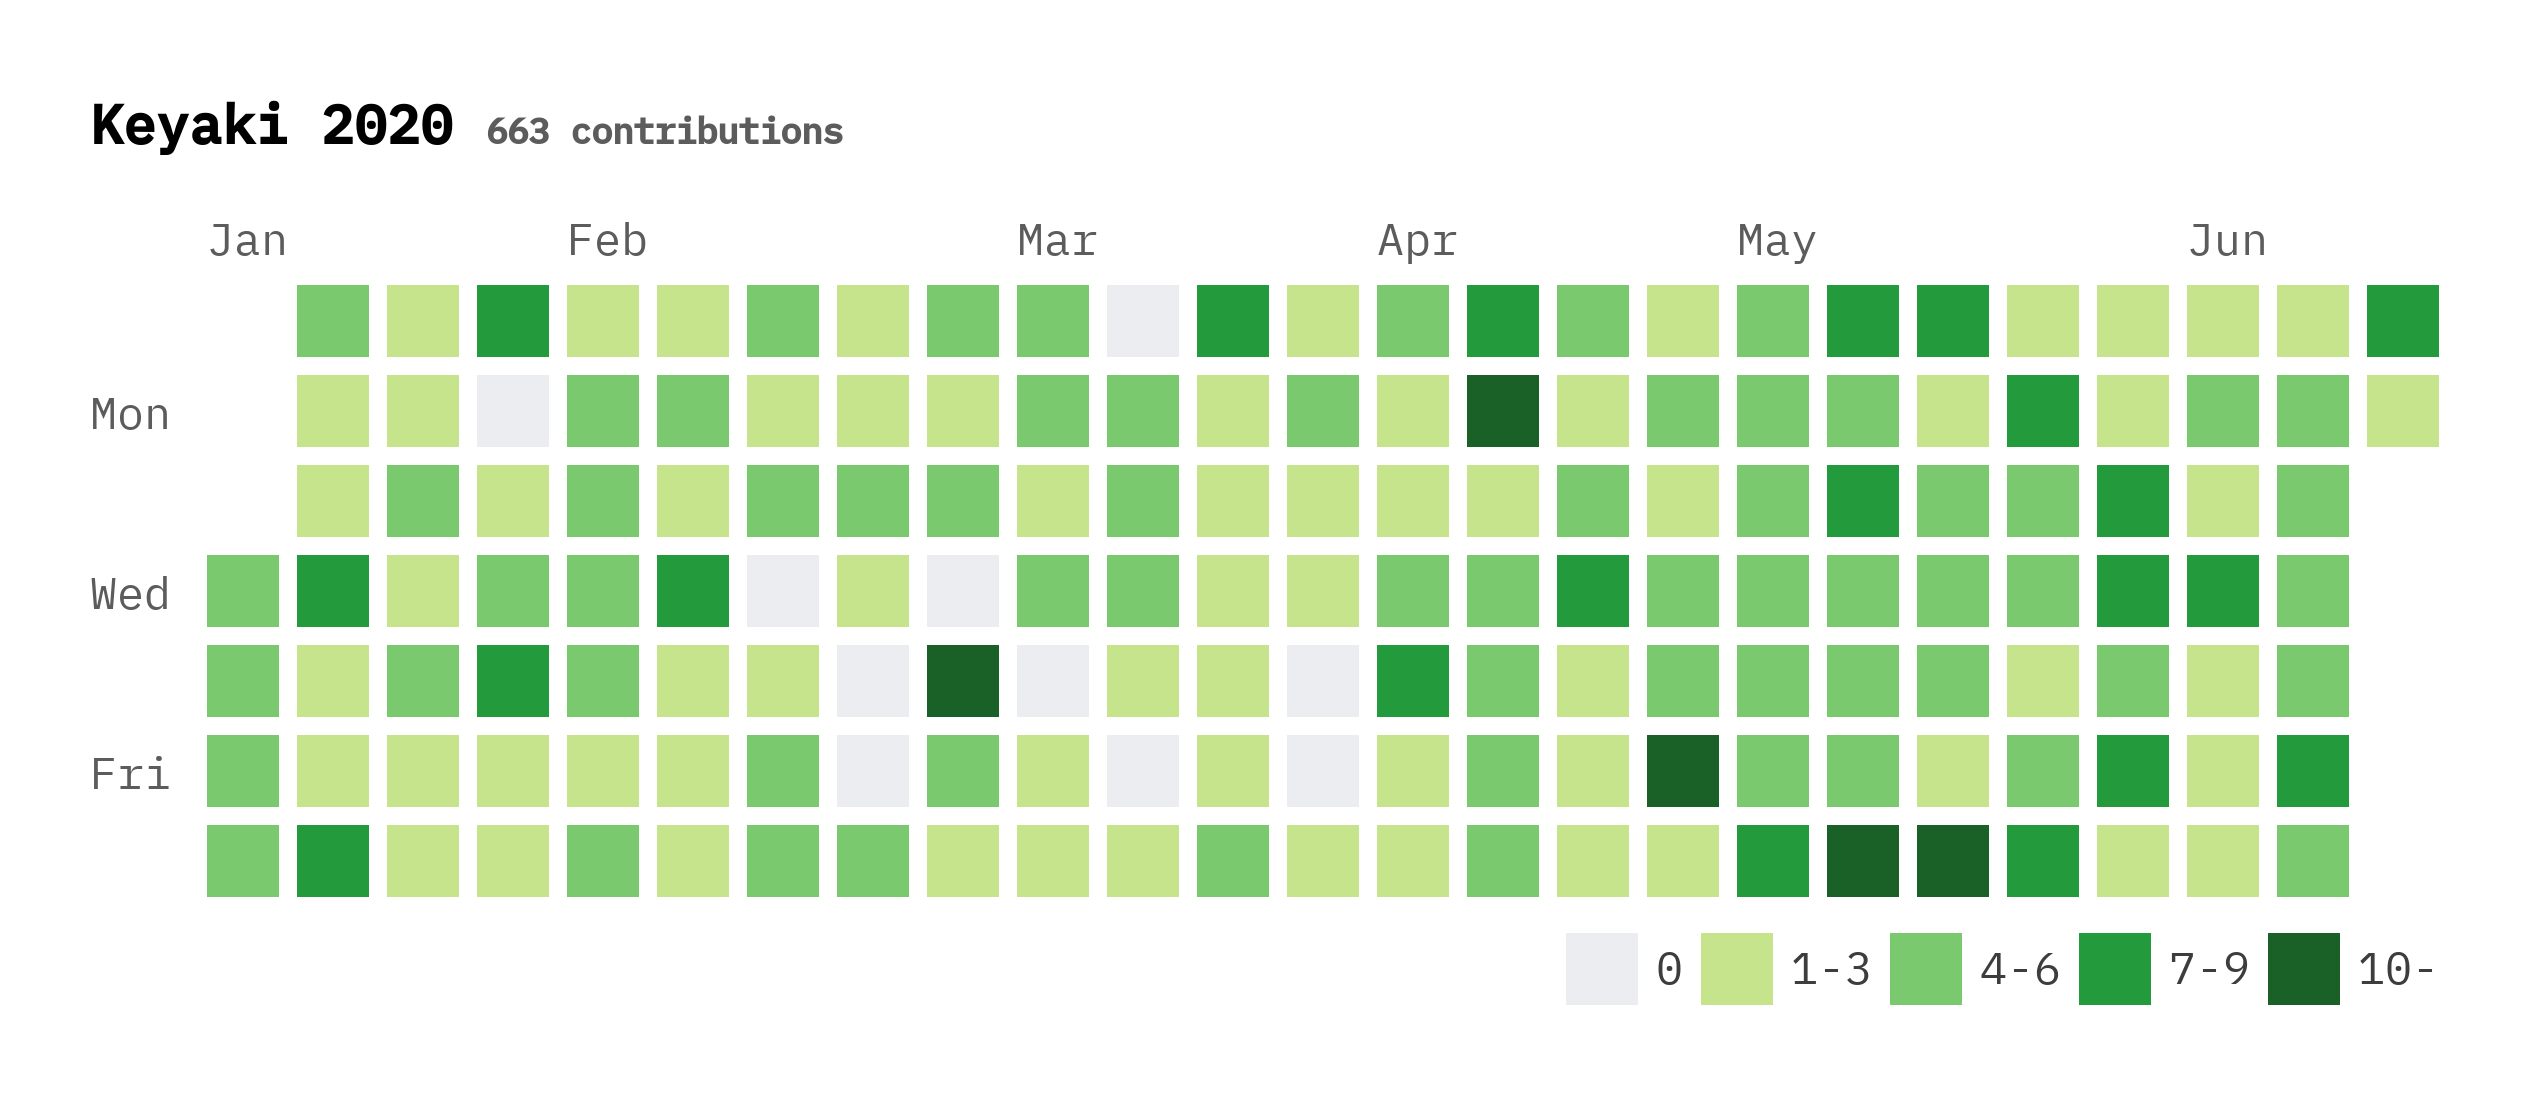 Keyaki 2020 663 contributions
Jan Feb Mar Apr May Jun
Mon
Wed
Fri
0 1-3 4-6 7-9 10-